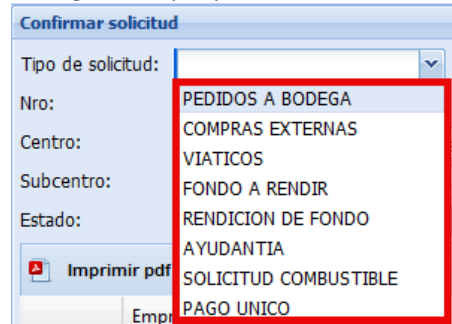 Confirmar solicitud
Tipo de solicitud:
Nro:
Centro:
Subcentro:
Estado:
Imprimir pdf
Empr
PEDIDOS A BODEGA
COMPRAS EXTERNAS
VIATICOS
FONDO A RENDIR
RENDICION DE FONDO
AYUDANTIA
SOLICITUD COMBUSTIBLE
PAGO UNICO